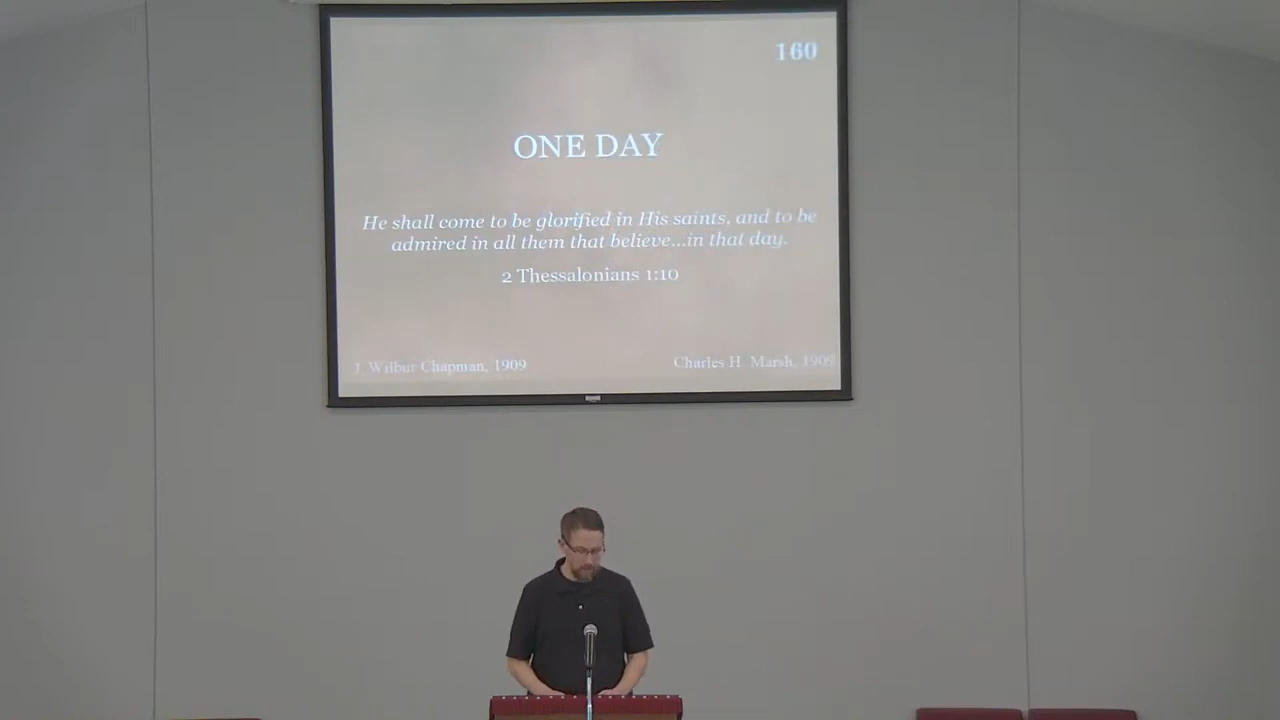 160
ONE DAY
He shall come to be glorified in His saints, and to be
admired in all them that believe...in that day.
2 Thessalonians 1:10
J. Wilbur Chapman, 1909
Charles H. Marsh, 1909